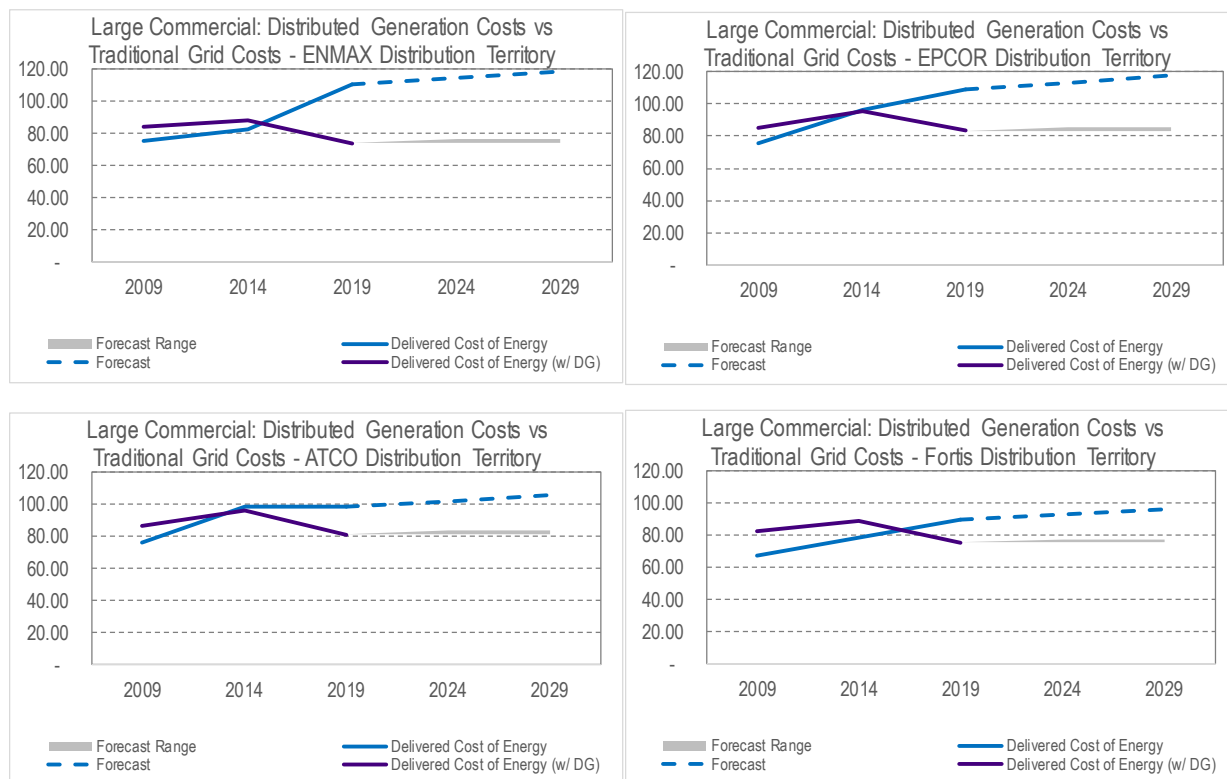 Large Commercial: Distributed Generation Costs vs
Traditional Grid Costs - ENMAX Distribution Territory
120.00
100.00
80.00
60.00
40.00
20.00
-
2009 2014 2019 2024 2029
Forecast Range Delivered Cost of Energy
Forecast Delivered Cost of Energy (w/ DG)
Large Commercial: Distributed Generation Costs vs
Traditional Grid Costs - EPCOR Distribution Territory
120.00
100.00
80.00
60.00
40.00
20.00
-
2009 2014 2019 2024 2029
Forecast Range Delivered Cost of Energy
Forecast Delivered Cost of Energy (w/ DG)
Large Commercial: Distributed Generation Costs vs
Traditional Grid Costs - ATCO Distribution Territory
120.00
100.00
80.00
60.00
40.00
20.00
-
2009 2014 2019 2024 2029
Forecast Range Delivered Cost of Energy
Forecast Delivered Cost of Energy (w/ DG)
Large Commercial: Distributed Generation Costs vs
Traditional Grid Costs - Fortis Distribution Territory
120.00
100.00
80.00
60.00
40.00
20.00
-
2009 2014 2019 2024 2029
Forecast Range Delivered Cost of Energy
Forecast Delivered Cost of Energy (w/ DG)